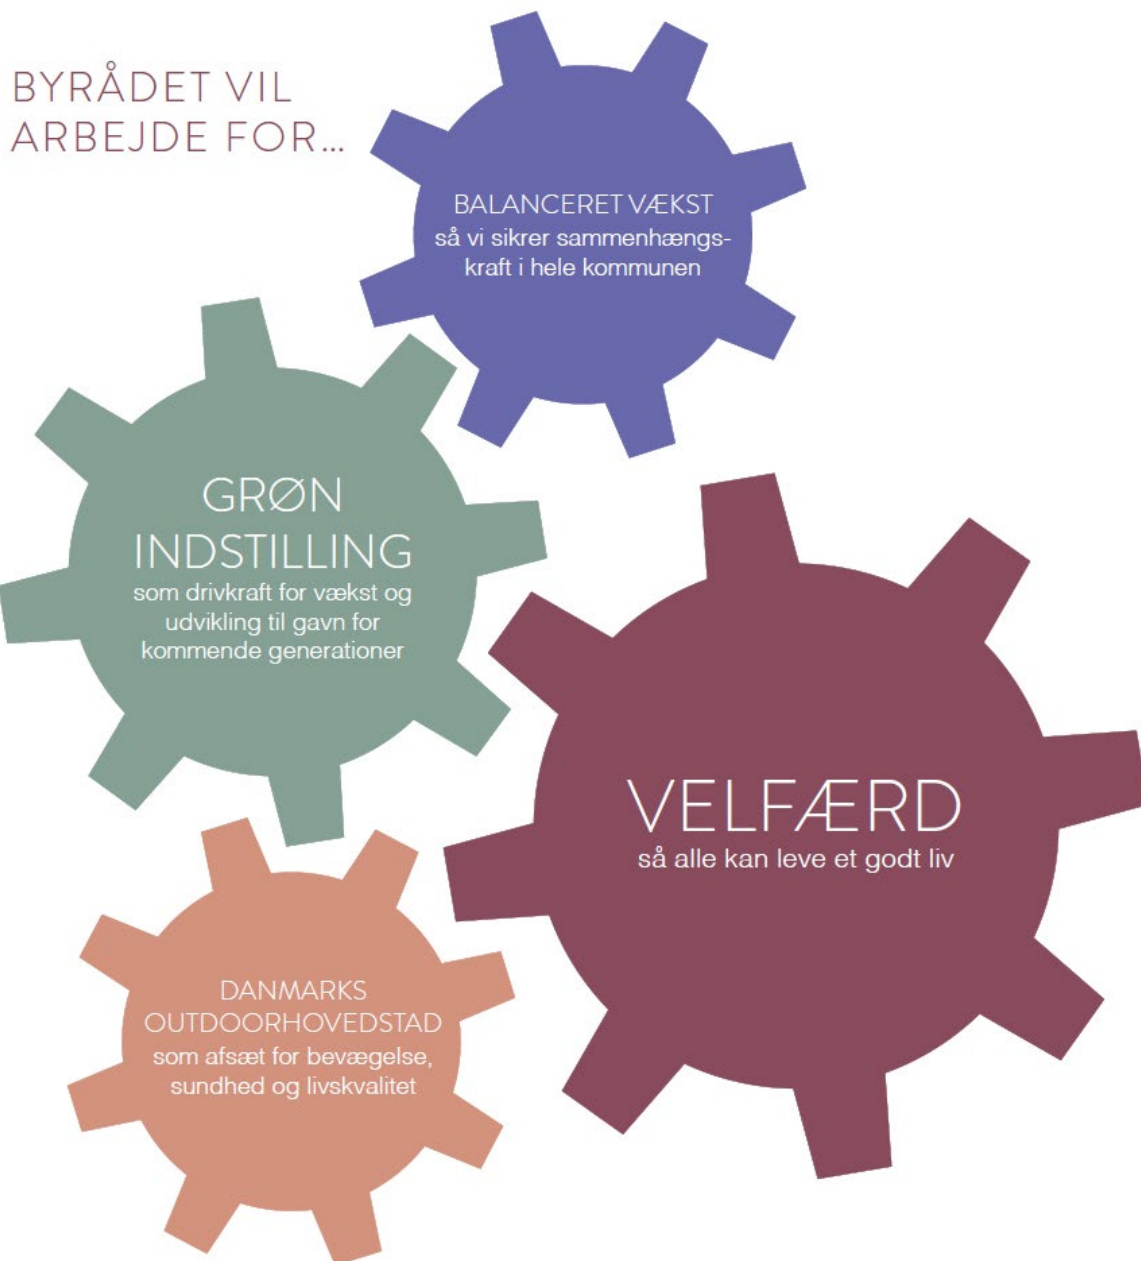 BYRÅDET VIL
ARBEJDE FOR...
BALANCERET VÆKST
så vi sikrer sammenhængs-
kraft i hele kommunen
GRØN
INDSTILLING
som drivkraft for vækst og
udvikling til gavn for
kommende generationer
VELFÆRD
så alle kan leve et godt liv
DANMARKS
OUTDOORHOVEDSTAD
som afsæt for bevægelse,
sundhed og livskvalitet